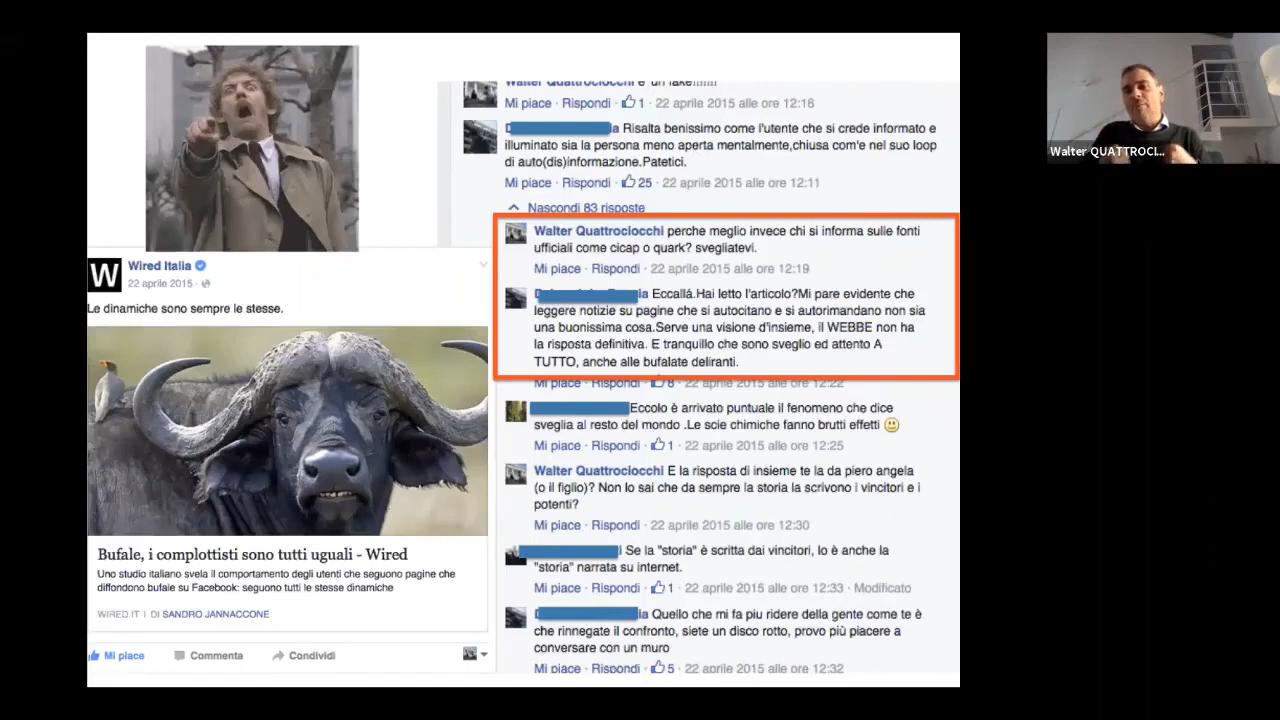 Walter Quattrociocchi e un fake!!!!!!
Mi piace · Rispondi · 1 · 22 aprile 2015 alle ore 12:18
Risalta benissimo come l'utente che si crede informato e
illuminato sia la persona meno aperta mentalmente,chiusa com'e nel suo loop
di auto(dis)informazione.Patetici.
Mi piace · Rispondi · 25 · 22 aprile 2015 alle ore 12:11
Nascondi 83 risposte
Walter Quattrociocchi perche meglio invece chi si informa sulle fonti
ufficiali come cicap o quark? svegliatevi.
Mi piace · Rispondi · 22 aprile 2015 alle ore 12:19
Eccallá.Hai letto l'articolo?Mi pare evidente che
leggere notizie su pagine che si autocitano e si autorimandano non sia
una buonissima cosa.Serve una visione d'insieme, il WEBBE non ha
la risposta definitiva. E tranquillo che sono sveglio ed attento A
TUTTO, anche alle bufalate deliranti.
Mi piace · Rispondi · 8 · 22 aprile 2015 alle ore 12:22
Eccolo è arrivato puntuale il fenomeno che dice
sveglia al resto del mondo .Le scie chimiche fanno brutti effetti
Mi piace · Rispondi · 1 · 22 aprile 2015 alle ore 12:25
Walter Quattrociocchi E la risposta di insieme te la da piero angela
(o il figlio)? Non lo sai che da sempre la storia la scrivono i vincitori e i
potenti?
Mi piace · Rispondi · 22 aprile 2015 alle ore 12:30
Se la "storia" è scritta dai vincitori, lo è anche la
"storia" narrata su internet.
Mi piace · Rispondi · 1 · 22 aprile 2015 alle ore 12:33 · Modificato
Quello che mi fa piu ridere della gente come te è
che rinnegate il confronto, siete un disco rotto, provo più piacere a
conversare con un muro
Mi piace · Rispondi · 5 · 22 aprile 2015 alle ore 12:32
W
Wired Italia
22 aprile 2015 ·
Le dinamiche sono sempre le stesse.
Bufale, i complottisti sono tutti uguali - Wired
Uno studio italiano svela il comportamento degli utenti che seguono pagine che
diffondono bufale su Facebook: seguono tutti le stesse dinamiche
WIRED.IT | DI SANDRO JANNACCONE
Mi piace Commenta Condividi
Walter QUATTROCI...